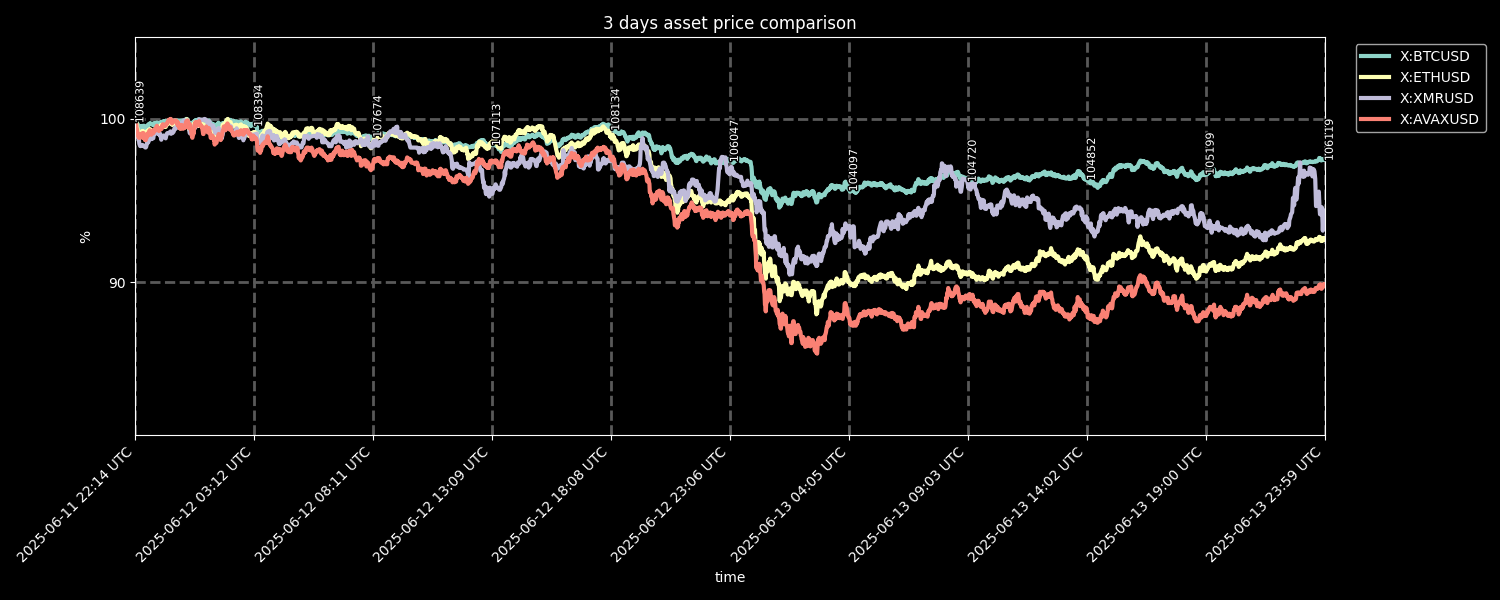 3 days asset price comparison
X:BTCUSD
X:ETHUSD
X:XMRUSD
X:AVAXUSD
108639
108394
107674
107113
108134
106047
104097
104720
104852
105199
106119
100
90
%
2025-06-11 22:14 UTC
2025-06-12 03:12 UTC
2025-06-12 08:11 UTC
2025-06-12 13:09 UTC
2025-06-12 18:08 UTC
2025-06-12 23:06 UTC
2025-06-13 04:05 UTC
2025-06-13 09:03 UTC
2025-06-13 14:02 UTC
2025-06-13 19:00 UTC
2025-06-13 23:59 UTC
time